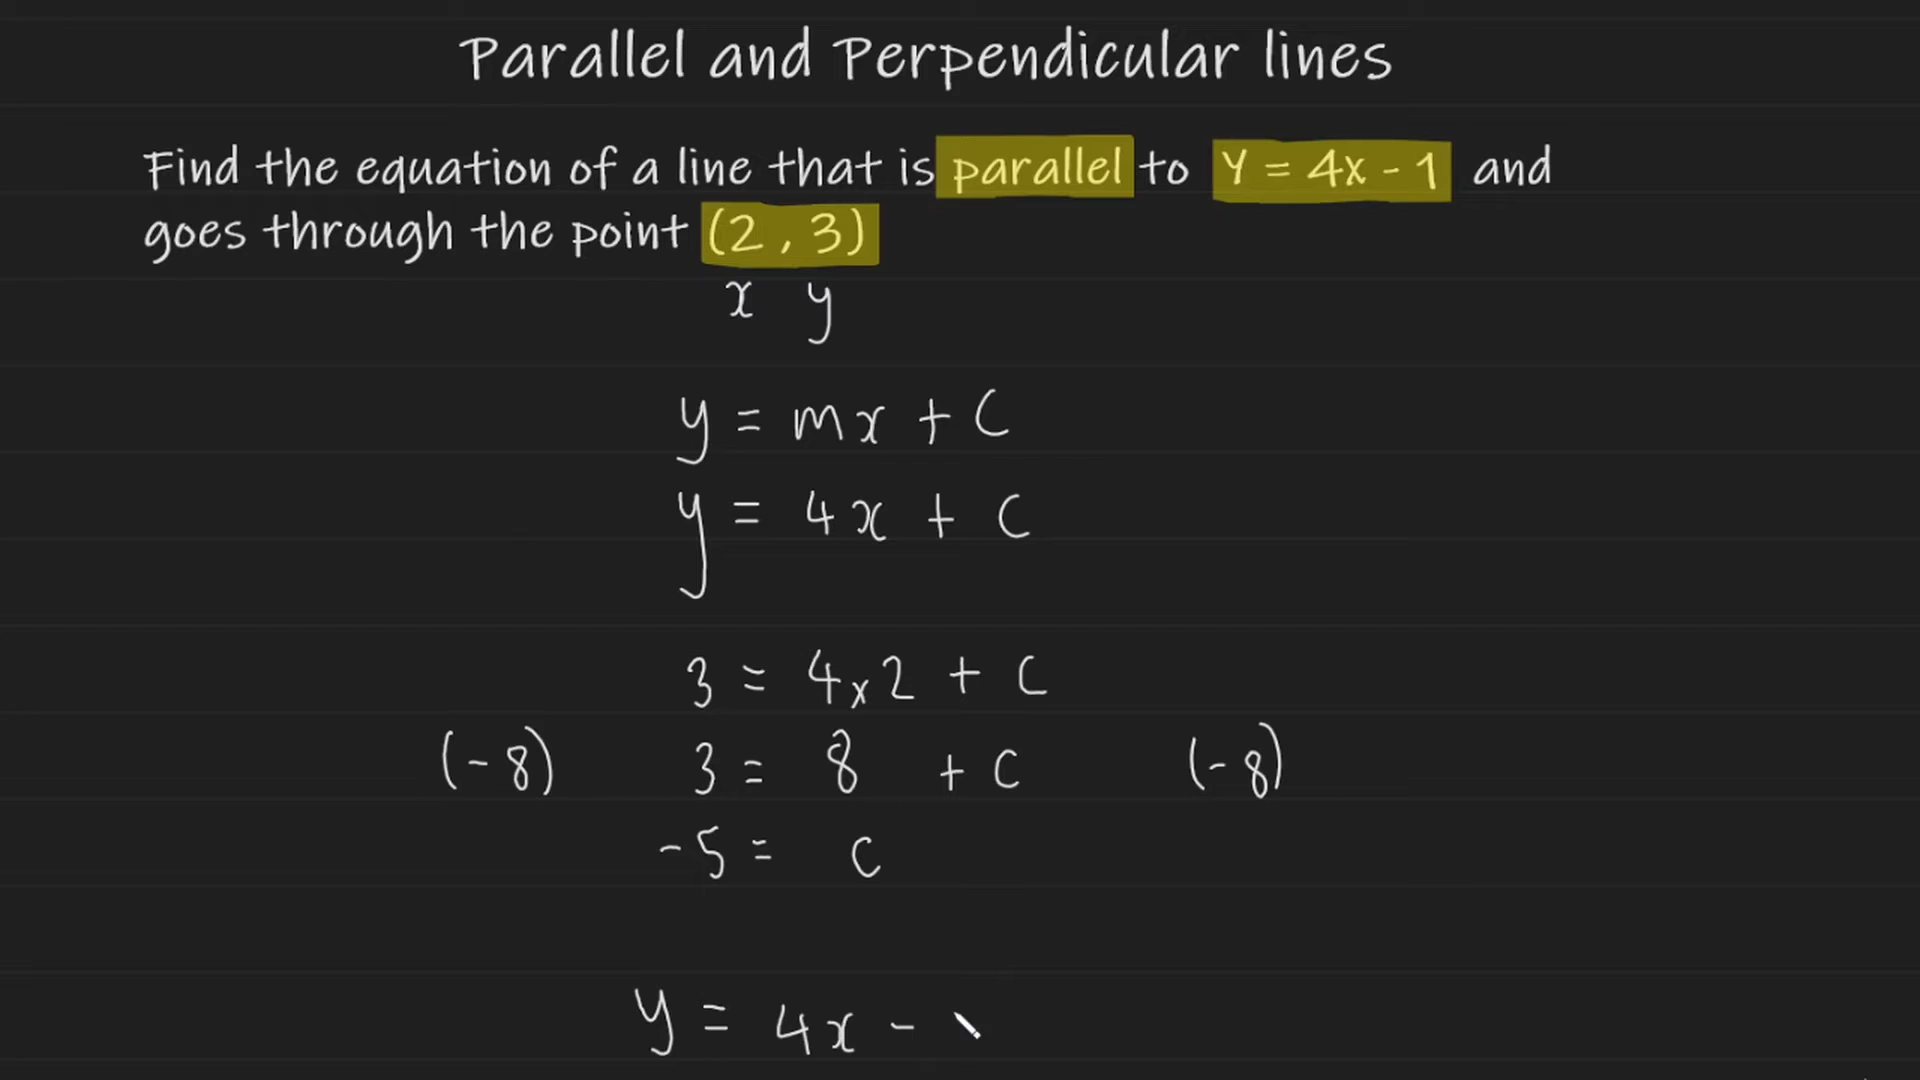 Parallel and Perpendicular lines
Find the equation of a line that is parallel to Y = 4x - 1 and
goes through the point (2 , 3)
x y
y = mx + C
y = 4x + C
3 = 4x2 + C
(-8) 3 = 8 + C (-8)
-5 = C
y = 4x -